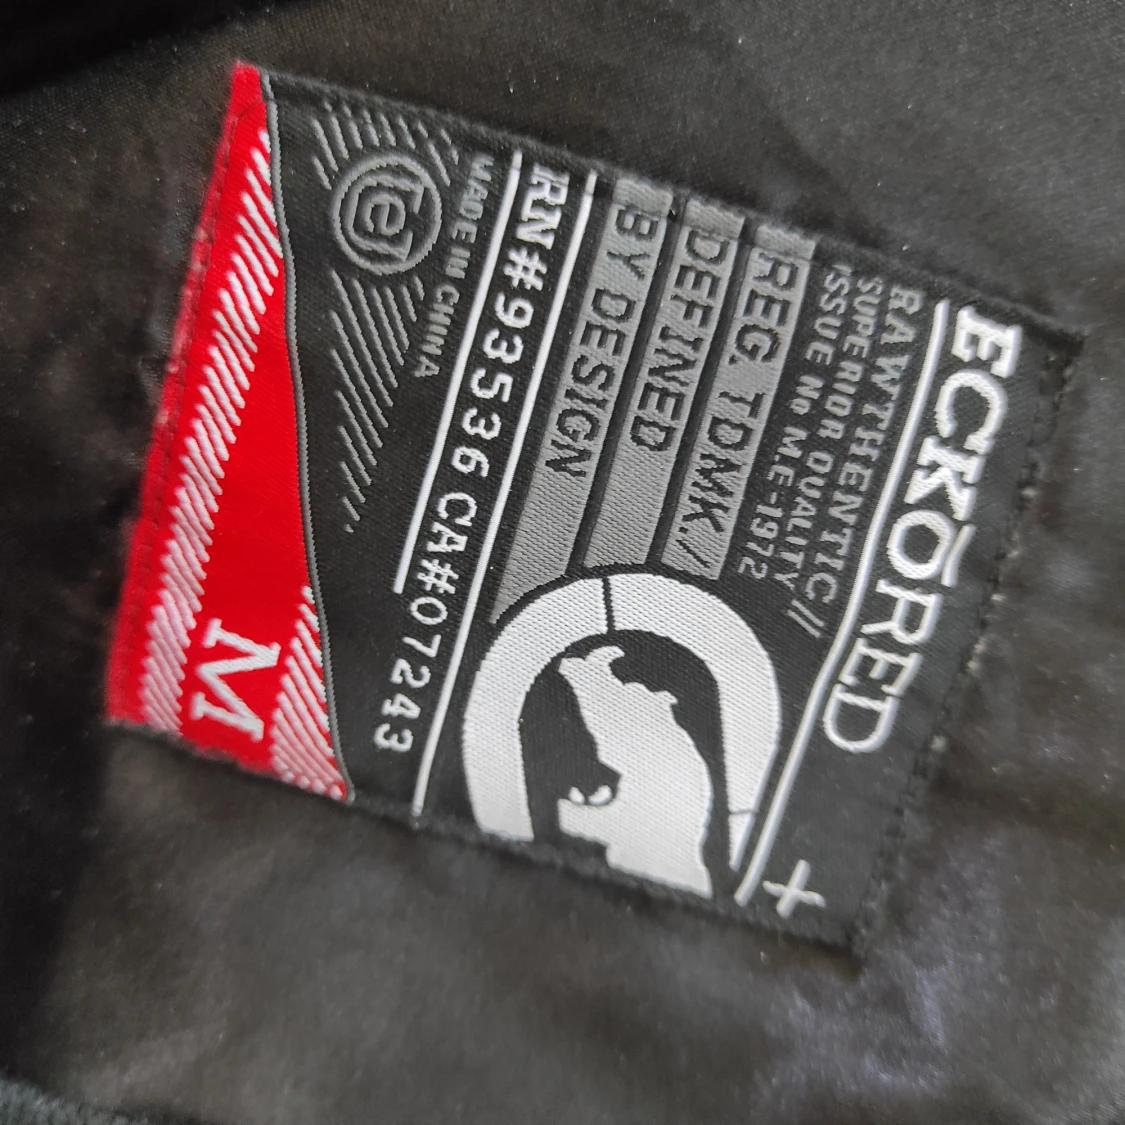 ECKŌRED
RAWTHENTIC//
SUPERIOR QUALITY
ISSUE No M.E-1972
REG. TDMK./
DEFINED
BY DESIGN
RN#93536 CA#07243
MADE IN CHINA
e
M